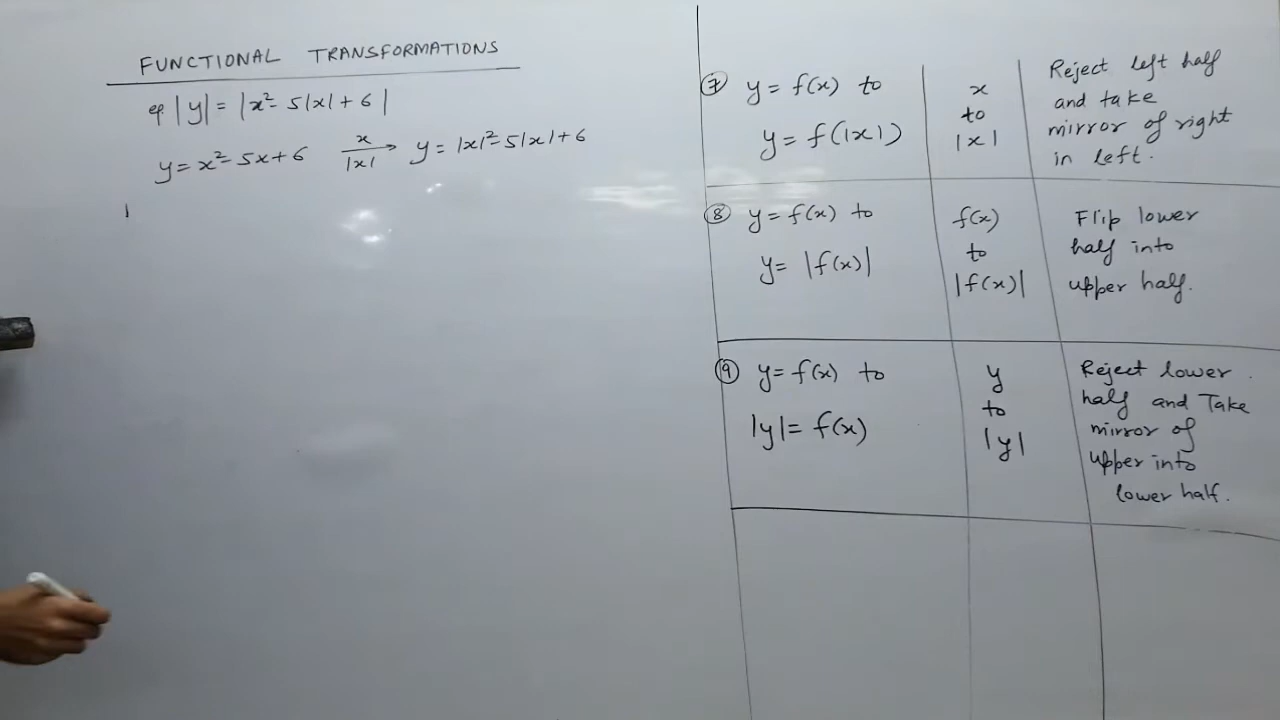 FUNCTIONAL TRANSFORMATIONS
eg |y| = |x² - 5|x| + 6|
y = x² - 5x + 6 x/|x| → y = |x|² - 5|x| + 6
⑦ y = f(x) to
y = f(|x|)
x
to
|x|
Reject left half
and take
mirror of right
in left.
⑧ y = f(x) to
y = |f(x)|
f(x)
to
|f(x)|
Flip lower
half into
upper half.
⑨ y = f(x) to
|y| = f(x)
y
to
|y|
Reject lower
half and Take
mirror of
upper into
lower half.